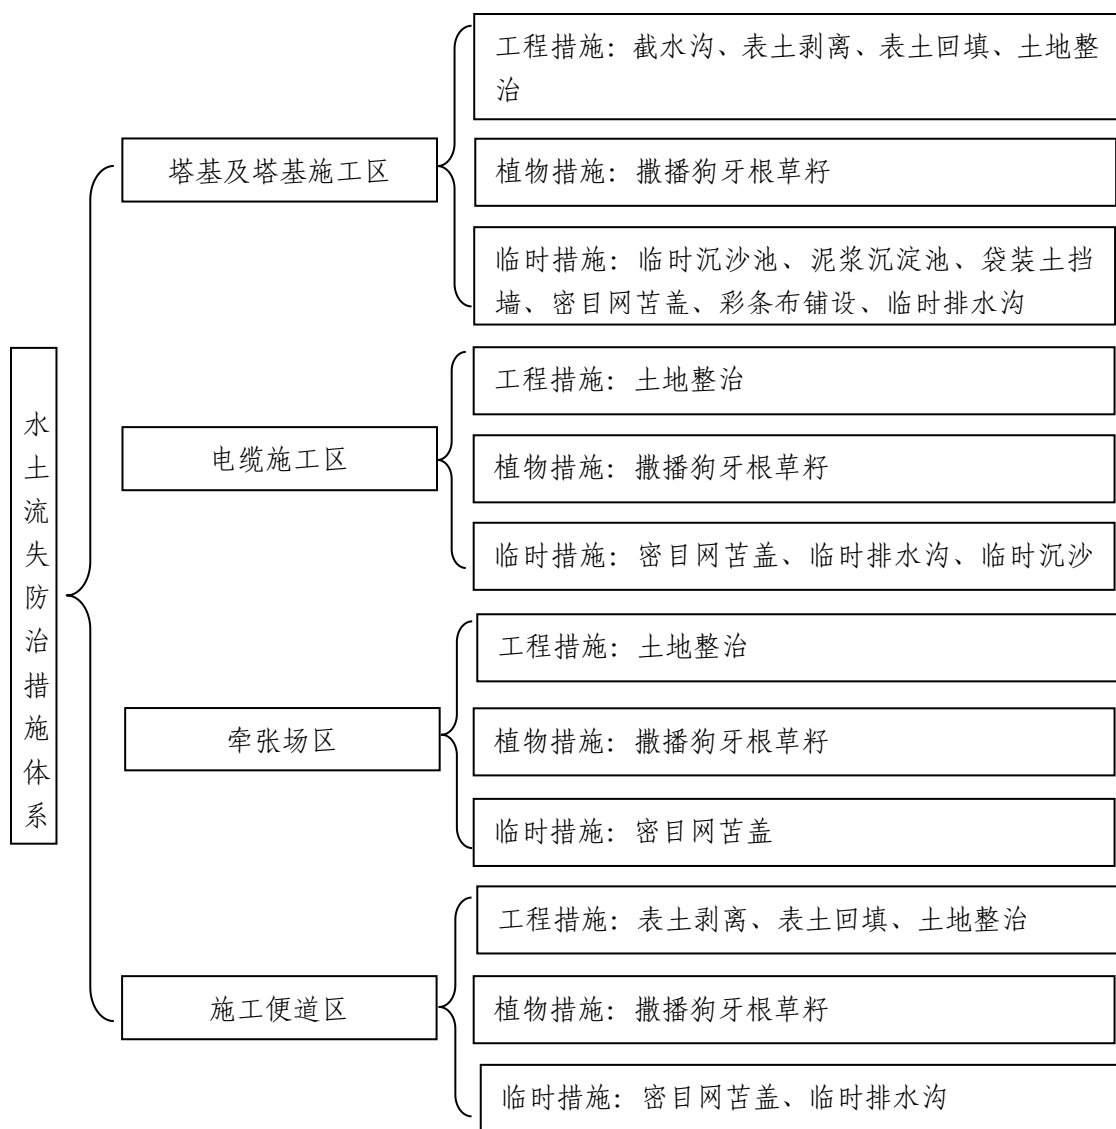 水土流失防治措施体系
塔基及塔基施工区
工程措施：截水沟、表土剥离、表土回填、土地整
治
植物措施：撒播狗牙根草籽
临时措施：临时沉沙池、泥浆沉淀池、袋装土挡
墙、密目网苫盖、彩条布铺设、临时排水沟
电缆施工区
工程措施：土地整治
植物措施：撒播狗牙根草籽
临时措施：密目网苫盖、临时排水沟、临时沉沙
牵张场区
工程措施：土地整治
植物措施：撒播狗牙根草籽
临时措施：密目网苫盖
施工便道区
工程措施：表土剥离、表土回填、土地整治
植物措施：撒播狗牙根草籽
临时措施：密目网苫盖、临时排水沟